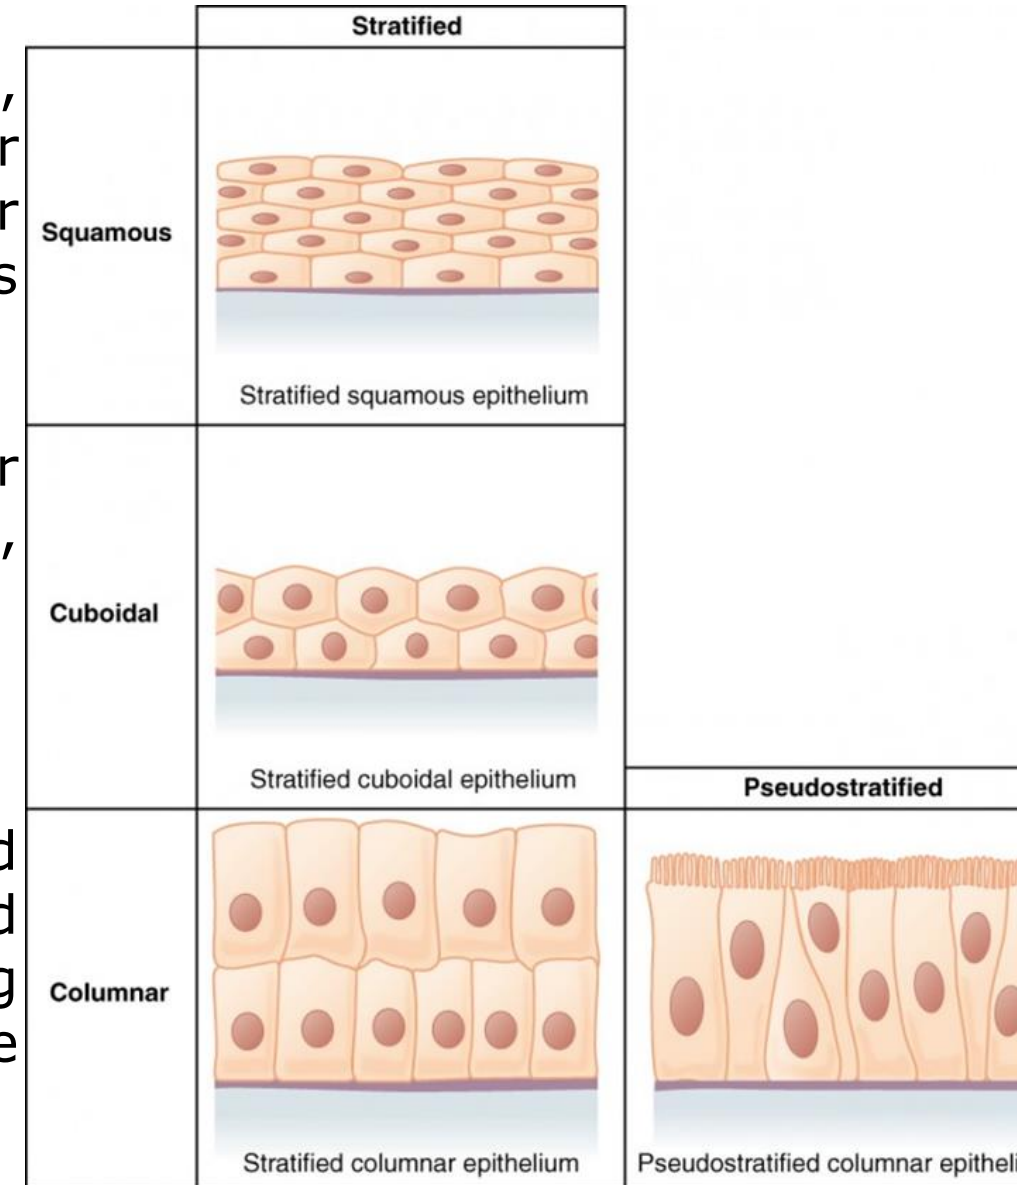 Stratified
,
r
r
Squamous
s
Stratified squamous epithelium
r
,
Cuboidal
Stratified cuboidal epithelium
Pseudostratified
d
d
g
Columnar
e
Stratified columnar epithelium
Pseudostratified columnar epitheli